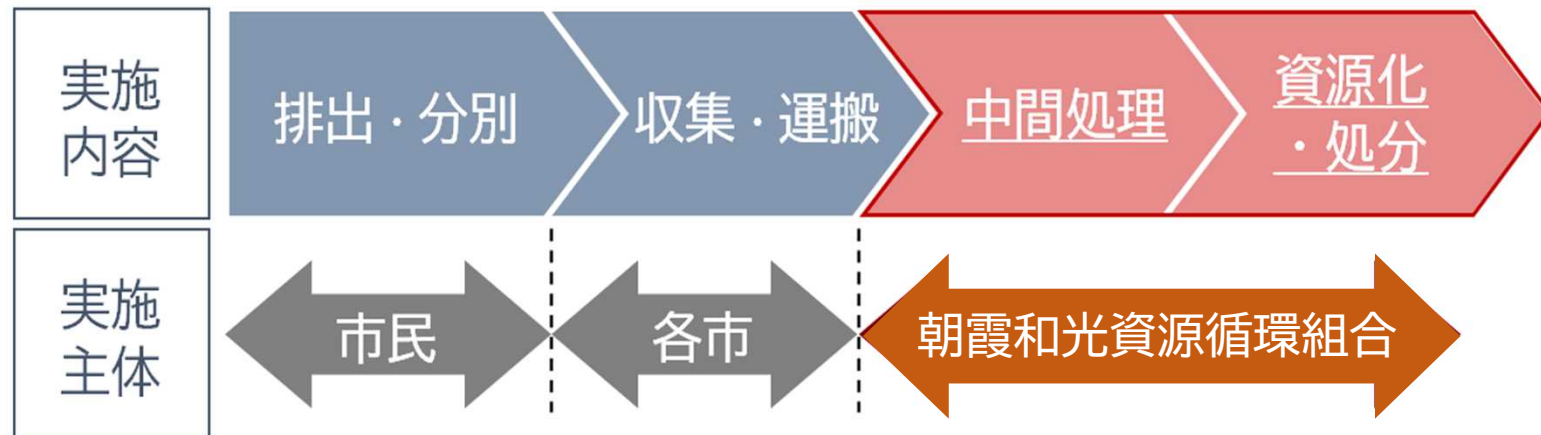 実施
内容
排出・分別
収集・運搬
中間処理
資源化
・処分
実施
主体
市民
各市
朝霞和光資源循環組合